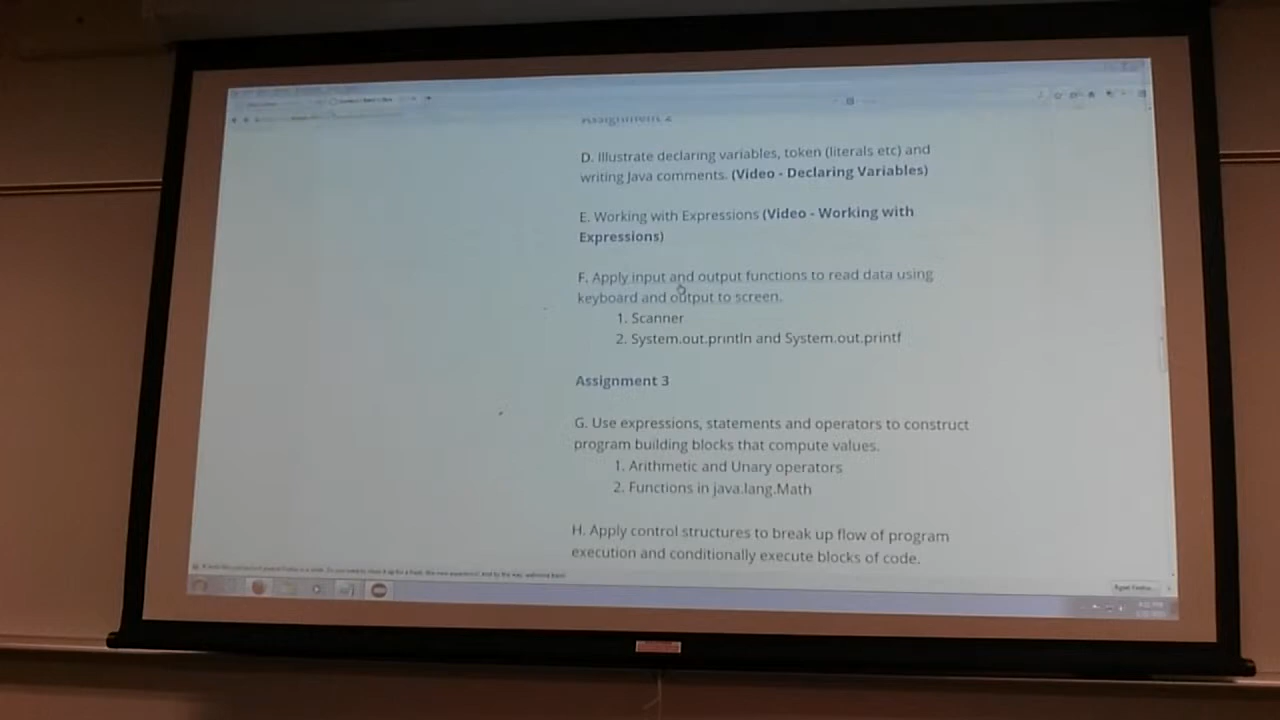 Assignment 2
D. Illustrate declaring variables, token (literals etc) and
writing Java comments. (Video - Declaring Variables)
E. Working with Expressions (Video - Working with
Expressions)
F. Apply input and output functions to read data using
keyboard and output to screen.
1. Scanner
2. System.out.println and System.out.printf
Assignment 3
G. Use expressions, statements and operators to construct
program building blocks that compute values.
1. Arithmetic and Unary operators
2. Functions in java.lang.Math
H. Apply control structures to break up flow of program
execution and conditionally execute blocks of code.